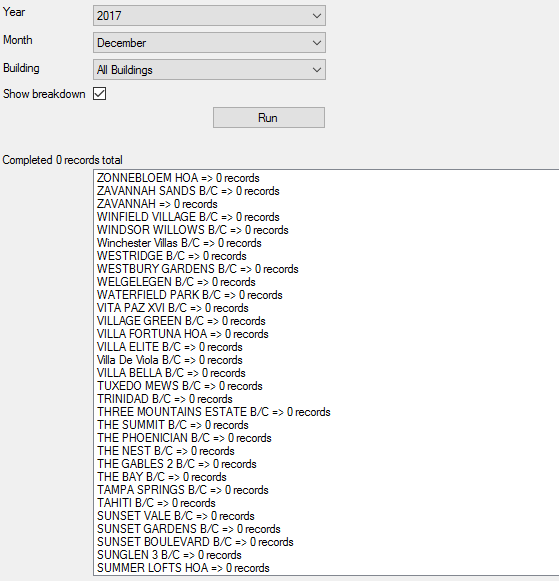 Year 2017
Month December
Building All Buildings
Show breakdown
Run
Completed 0 records total
ZONNEBLOEM HOA => 0 records
ZAVANNAH SANDS B/C => 0 records
ZAVANNAH => 0 records
WINFIELD VILLAGE B/C => 0 records
WINDSOR WILLOWS B/C => 0 records
Winchester Villas B/C => 0 records
WESTRIDGE B/C => 0 records
WESTBURY GARDENS B/C => 0 records
WELGELEGEN B/C => 0 records
WATERFIELD PARK B/C => 0 records
VITA PAZ XVI B/C => 0 records
VILLAGE GREEN B/C => 0 records
VILLA FORTUNA HOA => 0 records
VILLA ELITE B/C => 0 records
Villa De Viola B/C => 0 records
VILLA BELLA B/C => 0 records
TUXEDO MEWS B/C => 0 records
TRINIDAD B/C => 0 records
THREE MOUNTAINS ESTATE B/C => 0 records
THE SUMMIT B/C => 0 records
THE PHOENICIAN B/C => 0 records
THE NEST B/C => 0 records
THE GABLES 2 B/C => 0 records
THE BAY B/C => 0 records
TAMPA SPRINGS B/C => 0 records
TAHITI B/C => 0 records
SUNSET VALE B/C => 0 records
SUNSET GARDENS B/C => 0 records
SUNSET BOULEVARD B/C => 0 records
SUNGLEN 3 B/C => 0 records
SUMMER LOFTS HOA => 0 records